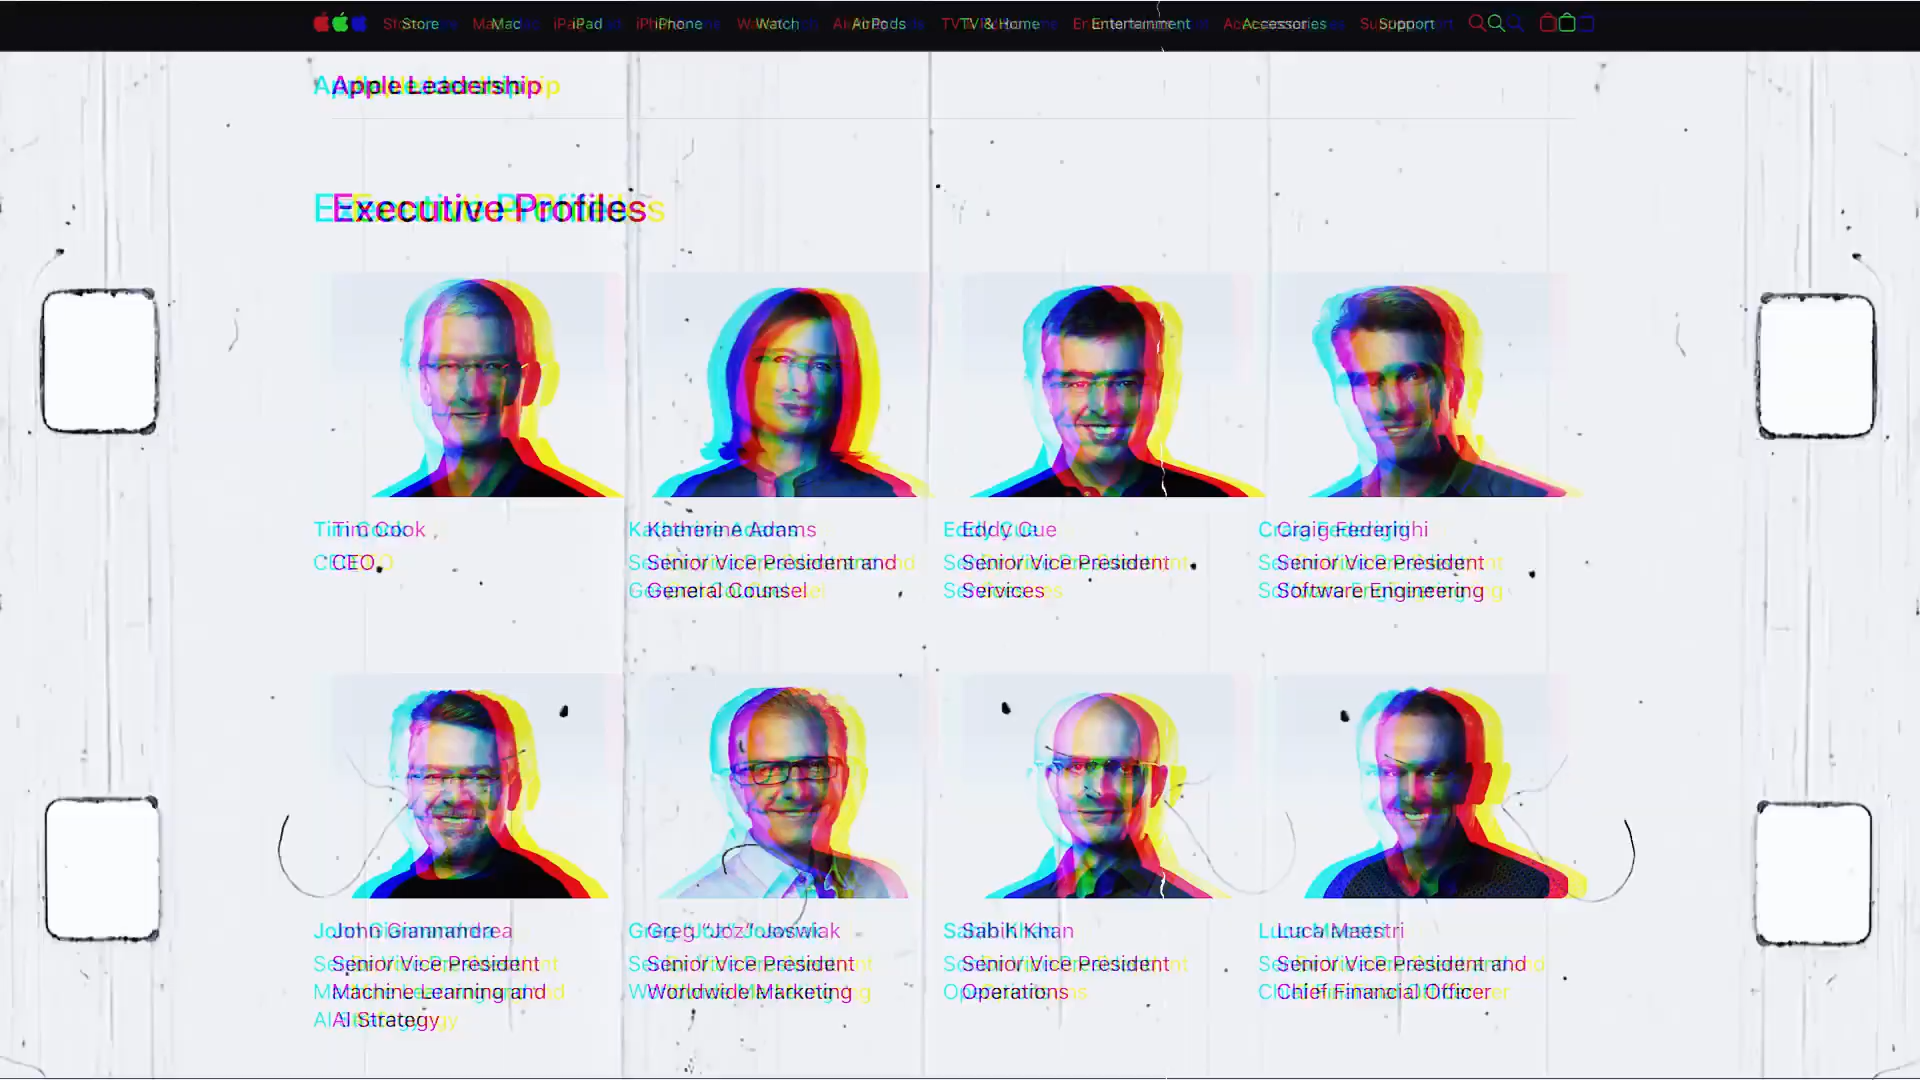 Store Mac iPad iPhone Watch AirPods TV & Home Entertainment Accessories Support
Apple Leadership
Executive Profiles
Tim Cook
CEO
Katherine Adams
Senior Vice President and
General Counsel
Eddy Cue
Senior Vice President
Services
Craig Federighi
Senior Vice President
Software Engineering
John Giannandrea
Senior Vice President
Machine Learning and
AI Strategy
Greg “Joz” Joswiak
Senior Vice President
Worldwide Marketing
Sabih Khan
Senior Vice President
Operations
Luca Maestri
Senior Vice President and
Chief Financial Officer